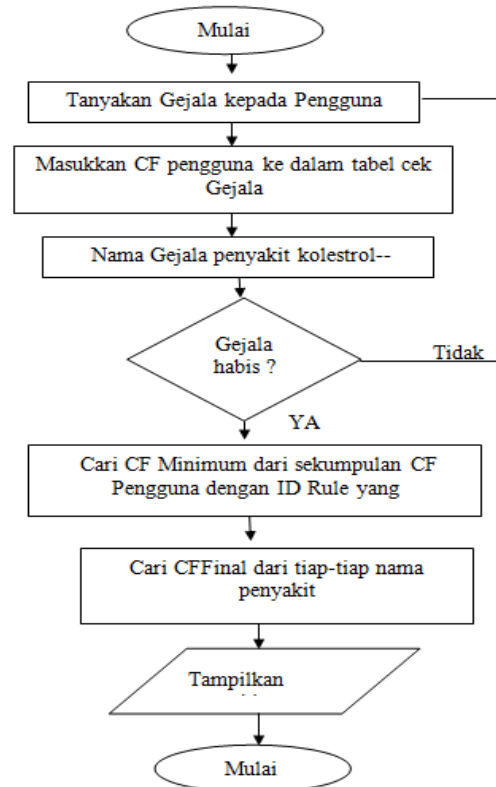 Mulai
Tanyakan Gejala kepada Pengguna
Masukkan CF pengguna ke dalam tabel cek
Gejala
Nama Gejala penyakit kolestrol--
Gejala
habis ?
Tidak
YA
Cari CF Minimum dari sekumpulan CF
Pengguna dengan ID Rule yang
Cari CFFinal dari tiap-tiap nama
penyakit
Tampilkan
Mulai